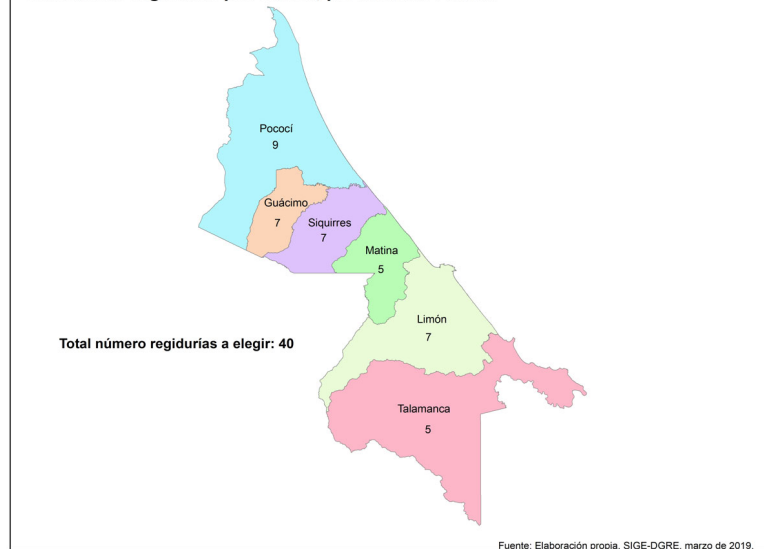 Pococí
9
Guácimo
7
Siquirres
7
Matina
5
Limón
7
Total número regidurías a elegir: 40
Talamanca
5
Fuente: Elaboración propia, SIGE-DGRE, marzo de 2019.